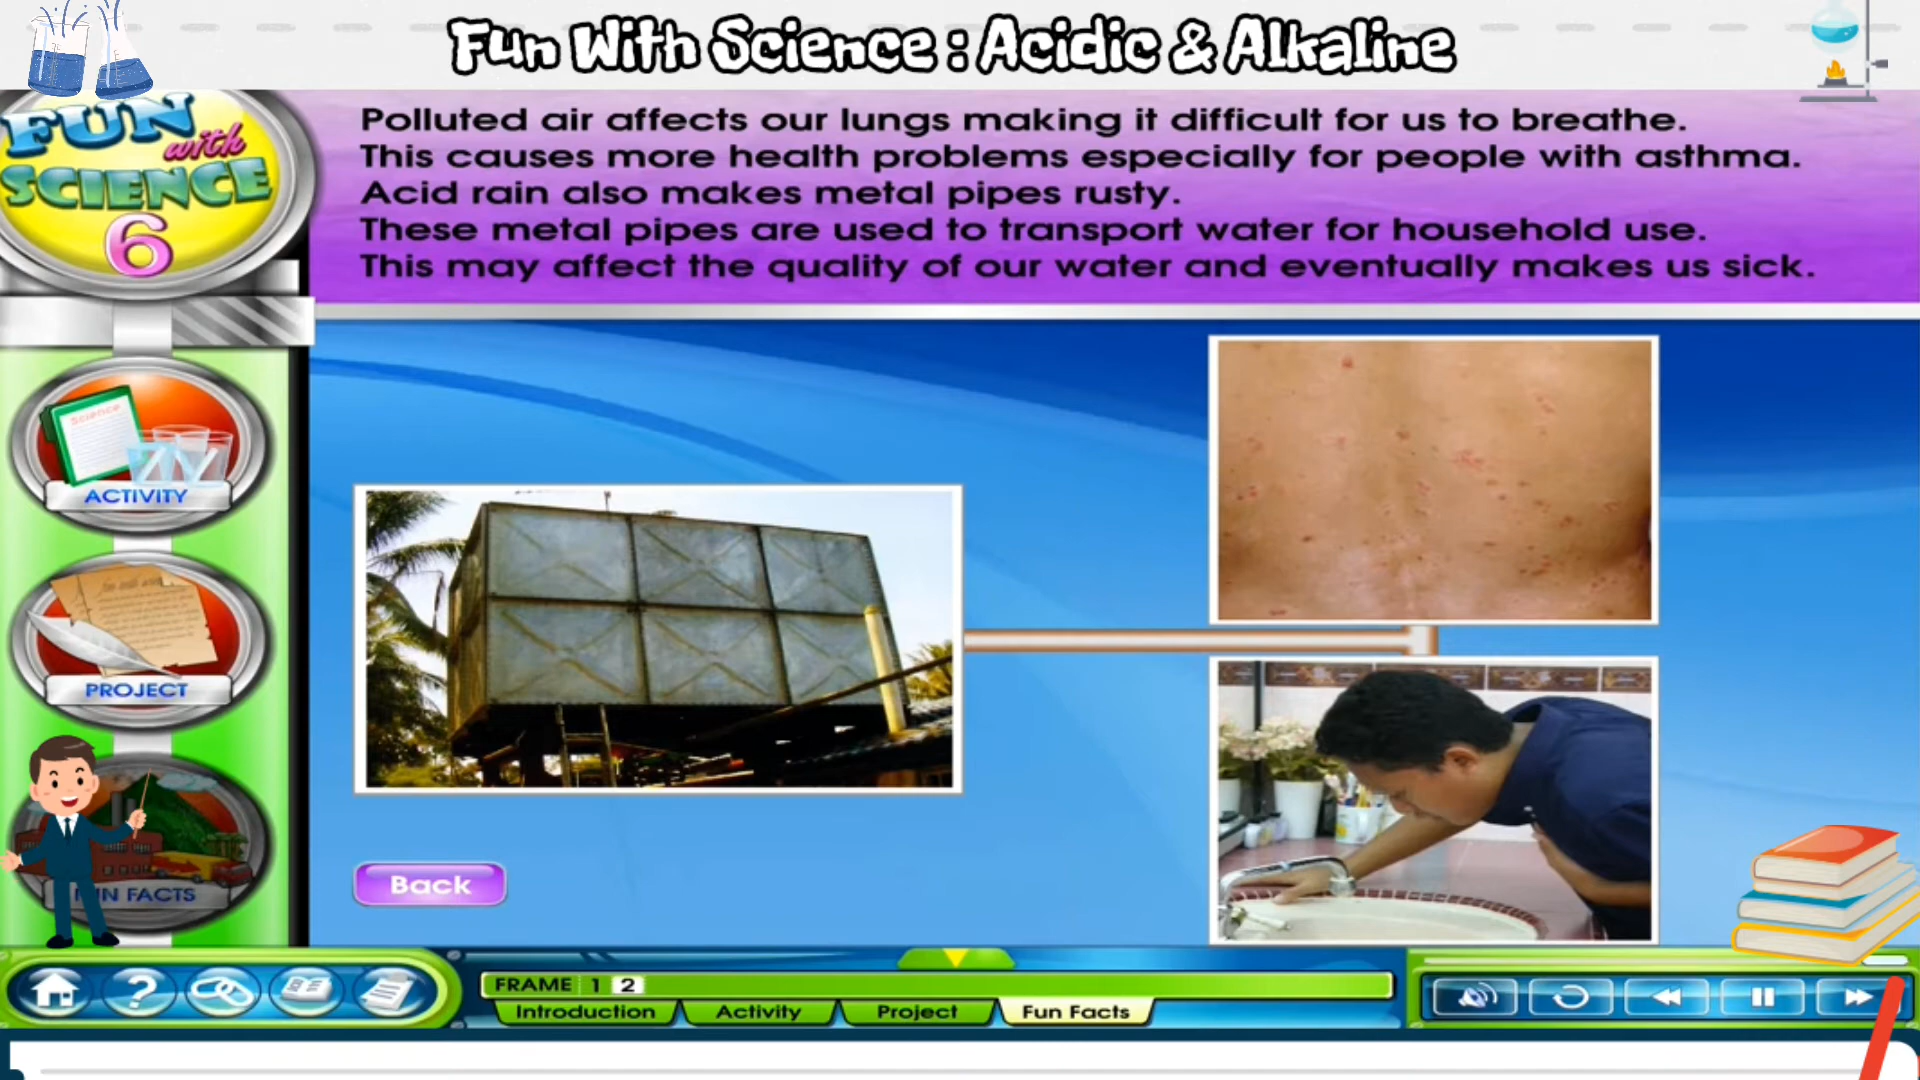 Fun With Science : Acidic & Alkaline
FUN
with
SCIENCE
6
Polluted air affects our lungs making it difficult for us to breathe.
This causes more health problems especially for people with asthma.
Acid rain also makes metal pipes rusty.
These metal pipes are used to transport water for household use.
This may affect the quality of our water and eventually makes us sick.
Science
ACTIVITY
PROJECT
FUN FACTS
Back
FRAME 1 2
Introduction Activity Project Fun Facts